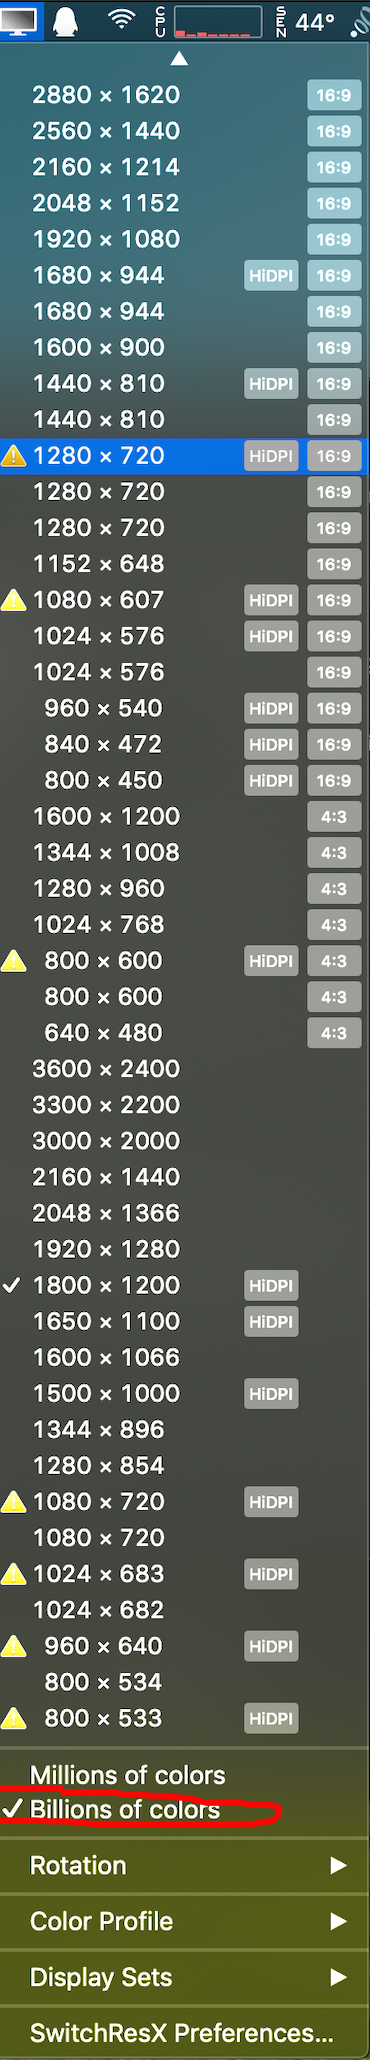 CPU SEN 44°
2880 × 1620 16:9
2560 × 1440 16:9
2160 × 1214 16:9
2048 × 1152 16:9
1920 × 1080 16:9
1680 × 944 HiDPI 16:9
1680 × 944 16:9
1600 × 900 16:9
1440 × 810 HiDPI 16:9
1440 × 810 16:9
1280 × 720 HiDPI 16:9
1280 × 720 16:9
1280 × 720 16:9
1152 × 648 16:9
1080 × 607 HiDPI 16:9
1024 × 576 HiDPI 16:9
1024 × 576 16:9
960 × 540 HiDPI 16:9
840 × 472 HiDPI 16:9
800 × 450 HiDPI 16:9
1600 × 1200 4:3
1344 × 1008 4:3
1280 × 960 4:3
1024 × 768 4:3
800 × 600 HiDPI 4:3
800 × 600 4:3
640 × 480 4:3
3600 × 2400
3300 × 2200
3000 × 2000
2160 × 1440
2048 × 1366
1920 × 1280
✓ 1800 × 1200 HiDPI
1650 × 1100 HiDPI
1600 × 1066
1500 × 1000 HiDPI
1344 × 896
1280 × 854
1080 × 720 HiDPI
1080 × 720
1024 × 683 HiDPI
1024 × 682
960 × 640 HiDPI
800 × 534
800 × 533 HiDPI
Millions of colors
✓ Billions of colors
Rotation
Color Profile
Display Sets
SwitchResX Preferences...